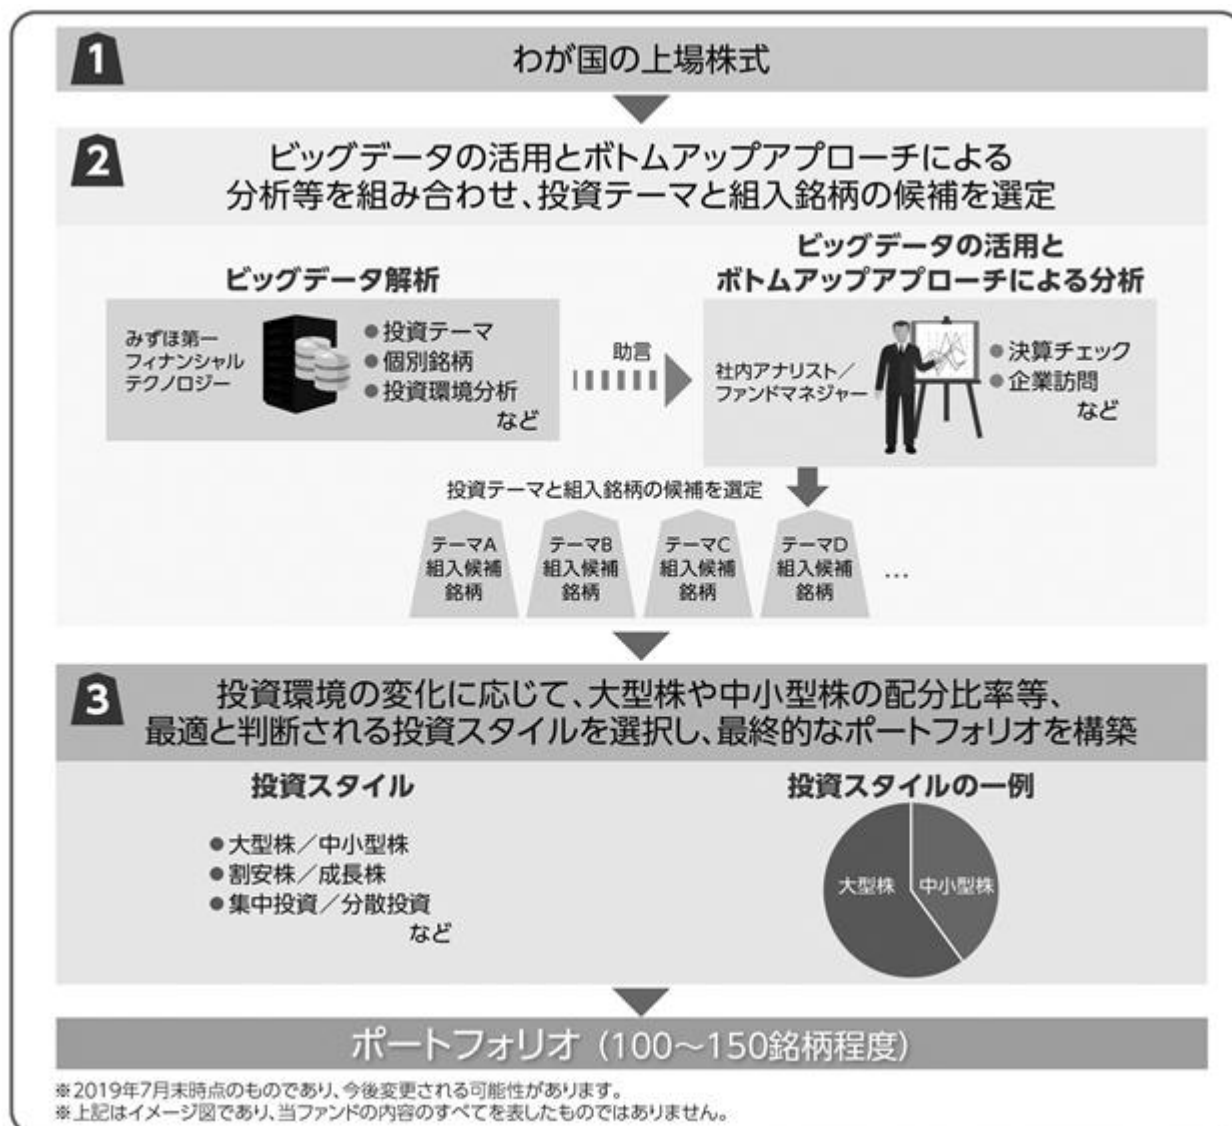 1
わが国の上場株式
2
ビッグデータの活用とボトムアップアプローチによる
分析等を組み合わせ、投資テーマと組入銘柄の候補を選定
ビッグデータ解析
みずほ第一
フィナンシャル
テクノロジー
●投資テーマ
●個別銘柄
●投資環境分析
など
助言
ビッグデータの活用と
ボトムアップアプローチによる分析
社内アナリスト／
ファンドマネジャー
●決算チェック
●企業訪問
など
投資テーマと組入銘柄の候補を選定
テーマA
組入候補
銘柄
テーマB
組入候補
銘柄
テーマC
組入候補
銘柄
テーマD
組入候補
銘柄
…
3
投資環境の変化に応じて、大型株や中小型株の配分比率等、
最適と判断される投資スタイルを選択し、最終的なポートフォリオを構築
投資スタイル
●大型株／中小型株
●割安株／成長株
●集中投資／分散投資
など
投資スタイルの一例
大型株
中小型株
ポートフォリオ（100～150銘柄程度）
※2019年7月末時点のものであり、今後変更される可能性があります。
※上記はイメージ図であり、当ファンドの内容のすべてを表したものではありません。